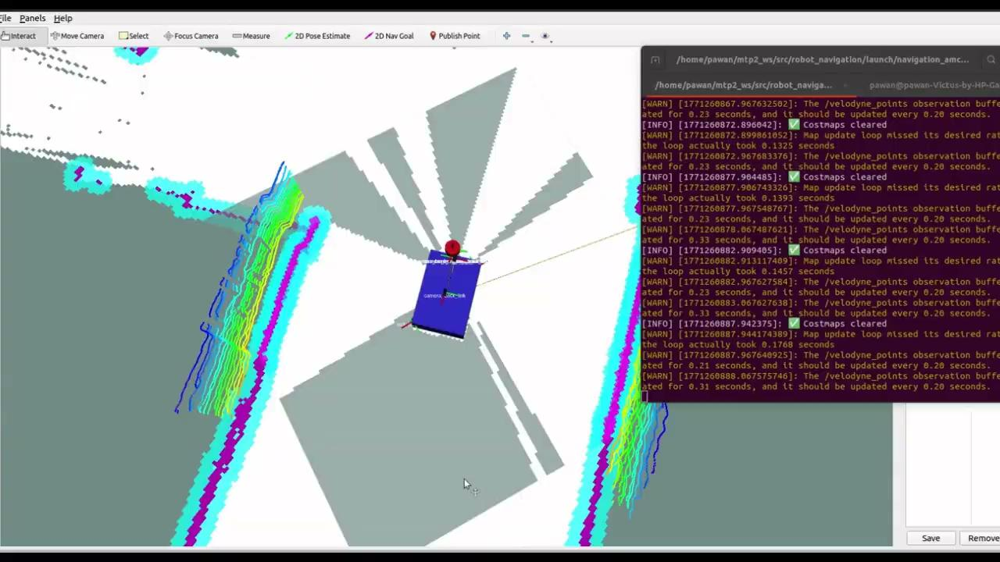 File Panels Help
Interact Move Camera Select Focus Camera Measure 2D Pose Estimate 2D Nav Goal Publish Point
/home/pawan/mtp2_ws/src/robot_navigation/launch/navigation_amc...
/home/pawan/mtp2_ws/src/robot_naviga... pawan@pawan-Victus-by-HP-Ga
[WARN] [1771260867.967632502]: The /velodyne_points observation buffe
ated for 0.23 seconds, and it should be updated every 0.20 seconds.
[INFO] [1771260872.896042]: ✅ Costmaps cleared
[WARN] [1771260872.899861052]: Map update loop missed its desired rat
the loop actually took 0.1325 seconds
[WARN] [1771260872.967683376]: The /velodyne_points observation buffe
ated for 0.23 seconds, and it should be updated every 0.20 seconds.
[INFO] [1771260877.904485]: ✅ Costmaps cleared
[WARN] [1771260877.906743326]: Map update loop missed its desired rat
the loop actually took 0.1393 seconds
[WARN] [1771260877.967548767]: The /velodyne_points observation buffe
ated for 0.23 seconds, and it should be updated every 0.20 seconds.
[WARN] [1771260878.067487621]: The /velodyne_points observation buffe
ated for 0.33 seconds, and it should be updated every 0.20 seconds.
[INFO] [1771260882.909405]: ✅ Costmaps cleared
[WARN] [1771260882.913117409]: Map update loop missed its desired rat
the loop actually took 0.1457 seconds
[WARN] [1771260882.967627584]: The /velodyne_points observation buffe
ated for 0.23 seconds, and it should be updated every 0.20 seconds.
[WARN] [1771260883.067627638]: The /velodyne_points observation buffe
ated for 0.33 seconds, and it should be updated every 0.20 seconds.
[INFO] [1771260887.942375]: ✅ Costmaps cleared
[WARN] [1771260887.944174389]: Map update loop missed its desired rat
the loop actually took 0.1768 seconds
[WARN] [1771260887.967640925]: The /velodyne_points observation buffe
ated for 0.21 seconds, and it should be updated every 0.20 seconds.
[WARN] [1771260888.067575746]: The /velodyne_points observation buffe
ated for 0.31 seconds, and it should be updated every 0.20 seconds.
Save Remove